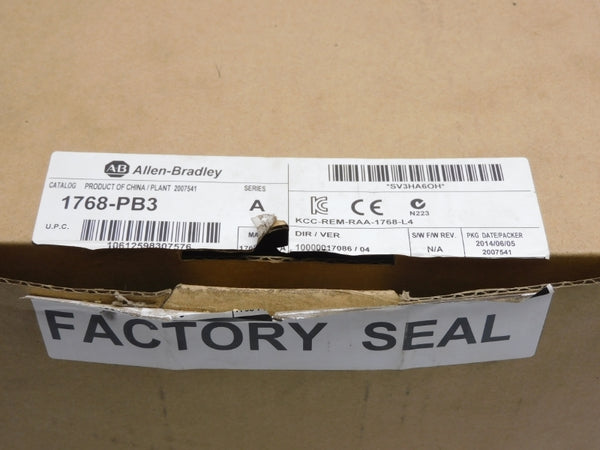 AB Allen-Bradley
CATALOG PRODUCT OF CHINA / PLANT 2007541 SERIES
1768-PB3 A
U.P.C.
10612598307576
*SV3HA6OH*
N223
KCC-REM-RAA-1768-L4
DIR / VER
10000017086 / 04
S/W F/W REV.
N/A
PKG DATE/PACKER
2014/06/05
2007541
FACTORY SEAL